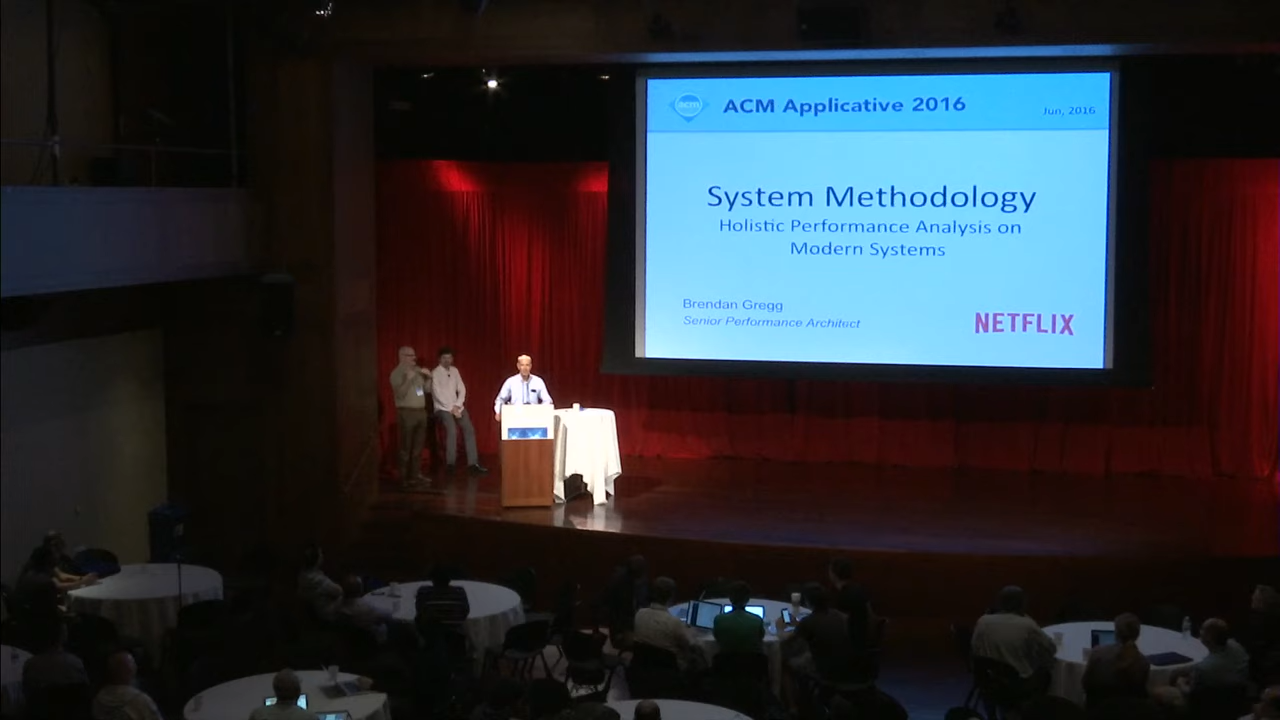 acm
ACM Applicative 2016
Jun, 2016
System Methodology
Holistic Performance Analysis on
Modern Systems
Brendan Gregg
Senior Performance Architect
NETFLIX